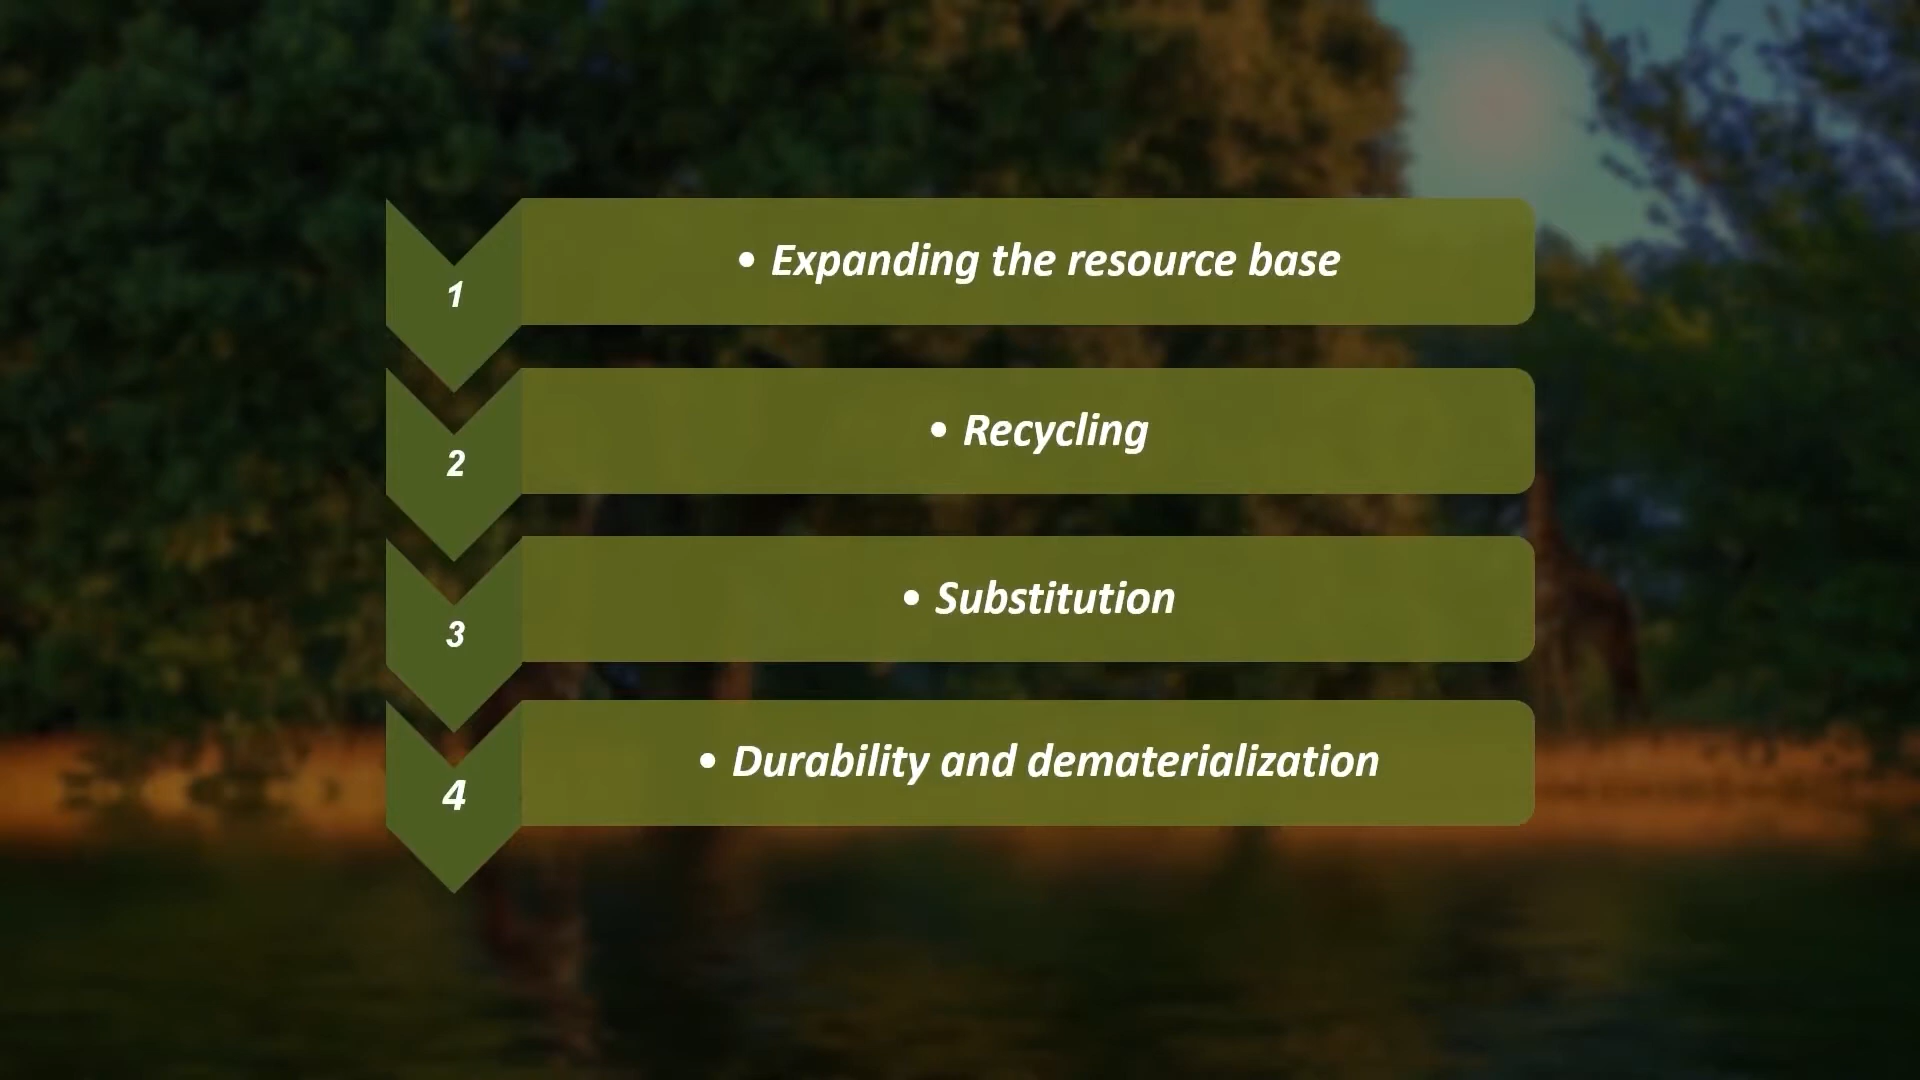 1
• Expanding the resource base
2
• Recycling
3
• Substitution
4
• Durability and dematerialization